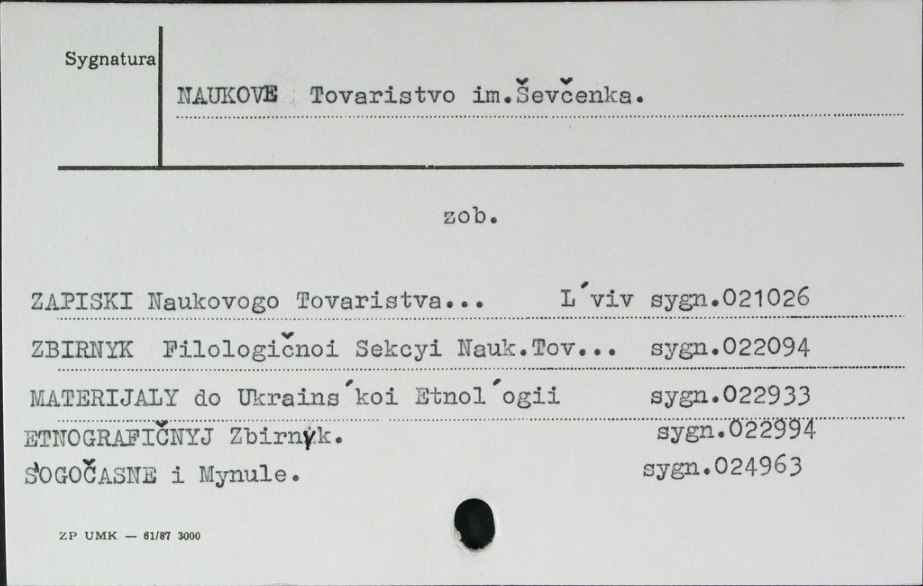 Sygnatura
NAUKOVE Tovaristvo im.Ševčenka.
zob.
ZAPISKI Naukovogo Tovaristva... L´viv sygn.021026
ZBIRNYK Filologičnoi Sekcyi Nauk.Tov... sygn.022094
MATERIJALY do Ukrains´koi Etnol´ogii sygn.022933
ETNOGRAFIČNYJ Zbirnyk. sygn.022994
S'OGOČASNE i Mynule. sygn.024963
ZP UMK — 61/87 3000